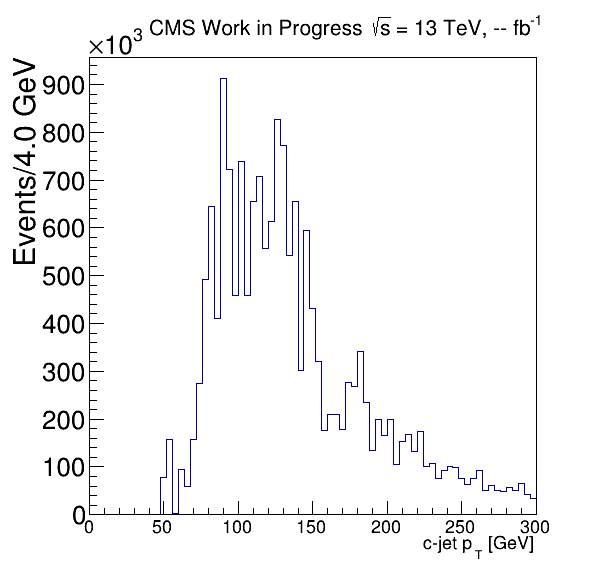 ×10³ CMS Work in Progress √s = 13 TeV, -- fb⁻¹
Events/4.0 GeV
900
800
700
600
500
400
300
200
100
0
0 50 100 150 200 250 300
c-jet p_T [GeV]